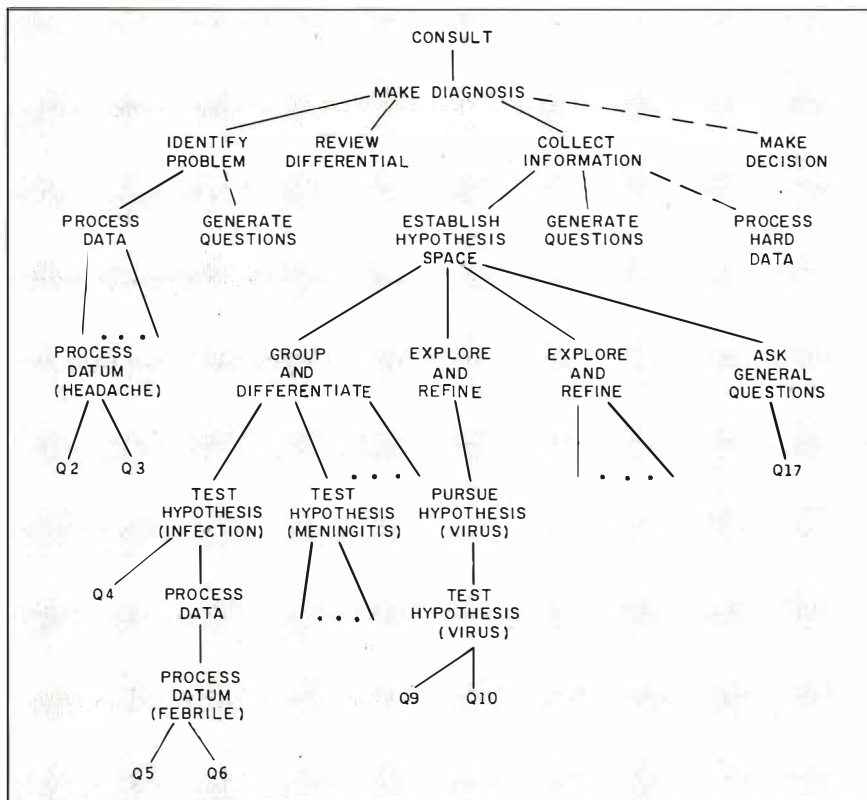 CONSULT
MAKE DIAGNOSIS
IDENTIFY
PROBLEM
REVIEW
DIFFERENTIAL
COLLECT
INFORMATION
MAKE
DECISION
PROCESS
DATA
GENERATE
QUESTIONS
ESTABLISH
HYPOTHESIS
SPACE
GENERATE
QUESTIONS
PROCESS
HARD
DATA
PROCESS
DATUM
(HEADACHE)
GROUP
AND
DIFFERENTIATE
EXPLORE
AND
REFINE
EXPLORE
AND
REFINE
ASK
GENERAL
QUESTIONS
Q2
Q3
Q17
TEST
HYPOTHESIS
(INFECTION)
TEST
HYPOTHESIS
(MENINGITIS)
PURSUE
HYPOTHESIS
(VIRUS)
Q4
PROCESS
DATA
TEST
HYPOTHESIS
(VIRUS)
PROCESS
DATUM
(FEBRILE)
Q9
Q10
Q5
Q6